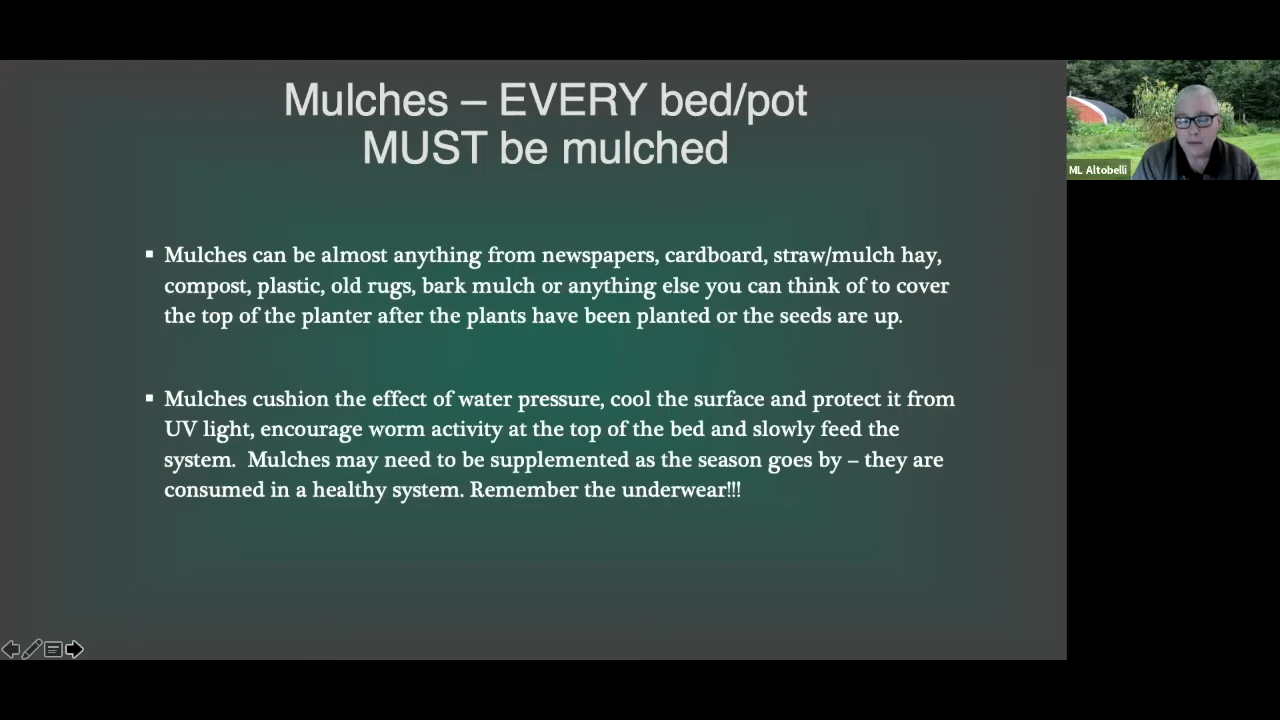 Mulches – EVERY bed/pot
MUST be mulched
▪ Mulches can be almost anything from newspapers, cardboard, straw/mulch hay,
compost, plastic, old rugs, bark mulch or anything else you can think of to cover
the top of the planter after the plants have been planted or the seeds are up.
▪ Mulches cushion the effect of water pressure, cool the surface and protect it from
UV light, encourage worm activity at the top of the bed and slowly feed the
system.  Mulches may need to be supplemented as the season goes by – they are
consumed in a healthy system. Remember the underwear!!!
ML Altobelli